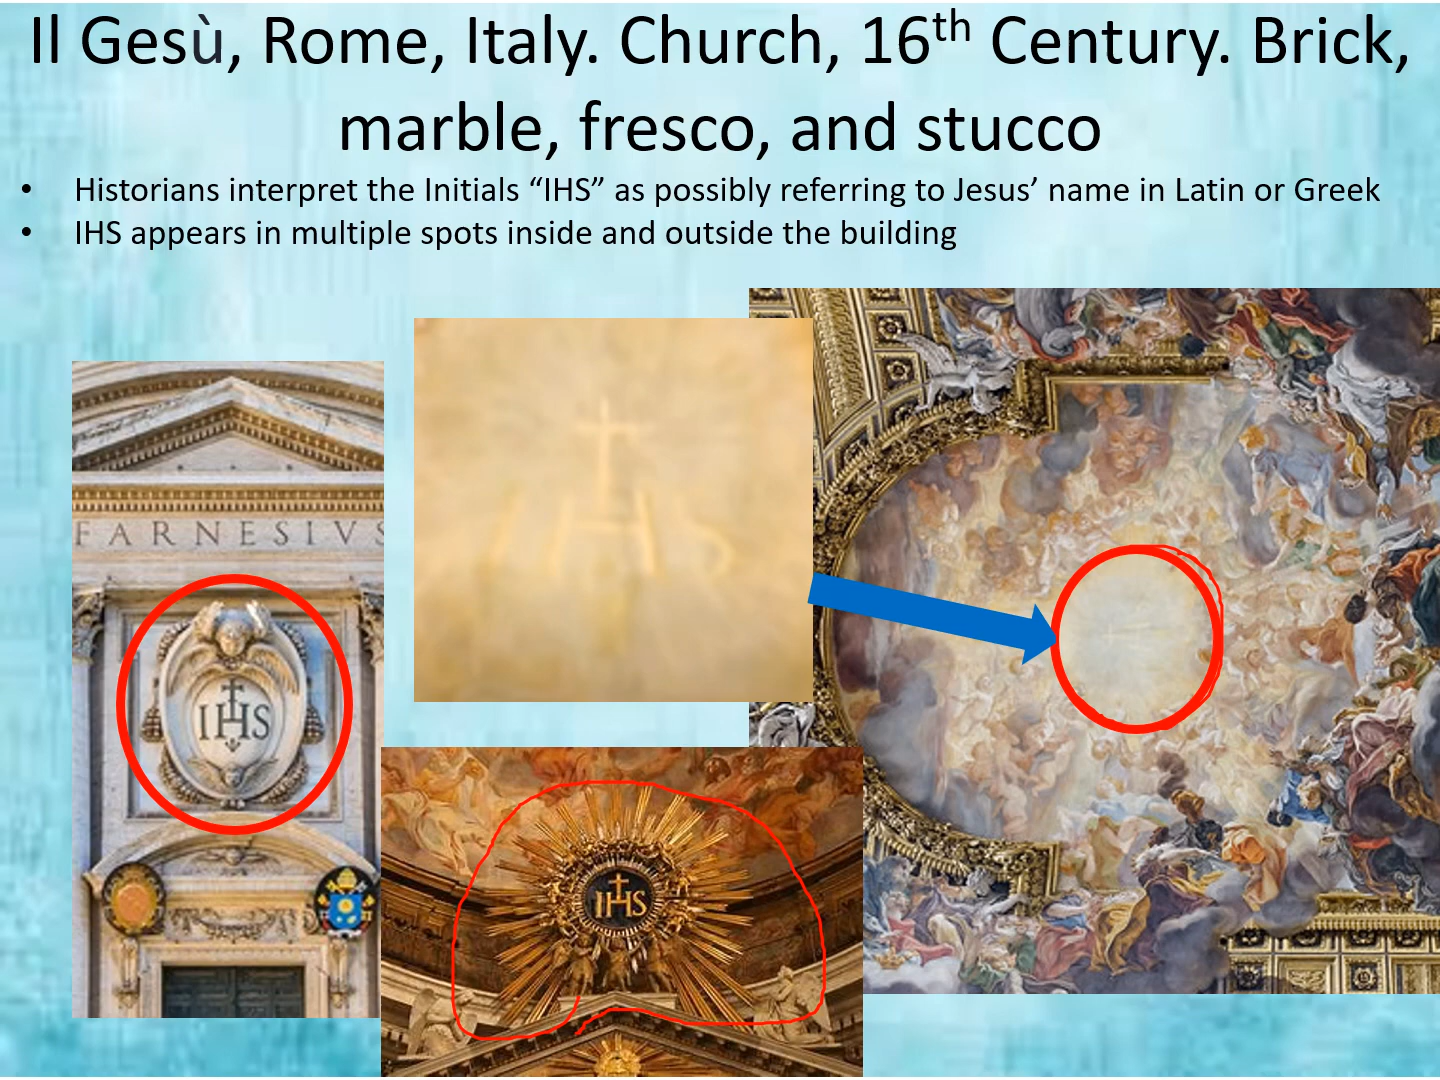 Il Gesù, Rome, Italy. Church, 16th Century. Brick,
marble, fresco, and stucco
• Historians interpret the Initials “IHS” as possibly referring to Jesus’ name in Latin or Greek
• IHS appears in multiple spots inside and outside the building
IHS
FARNESIVS
IHS
IHS